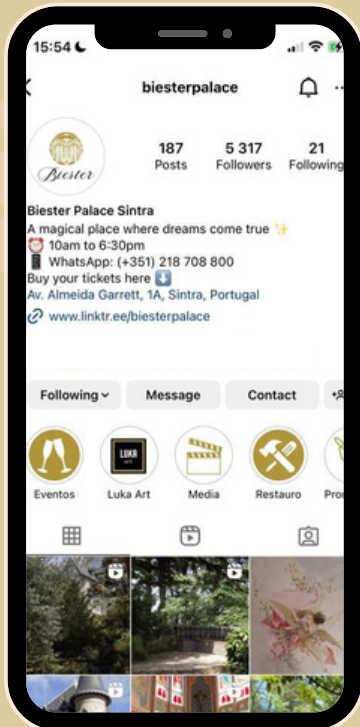 15:54
biesterpalace
Biester
187 5 317 21
Posts Followers Following
Biester Palace Sintra
A magical place where dreams come true ✨
⏰ 10am to 6:30pm
📱 WhatsApp: (+351) 218 708 800
Buy your tickets here ⬇️
Av. Almeida Garrett, 1A, Sintra, Portugal
www.linktr.ee/biesterpalace
Following Message Contact
LUKA
Eventos Luka Art Media Restauro